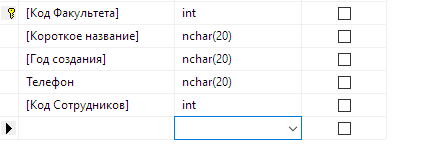 [Код Факультета] int
[Короткое название] nchar(20)
[Год создания] nchar(20)
Телефон nchar(20)
[Код Сотрудников] int